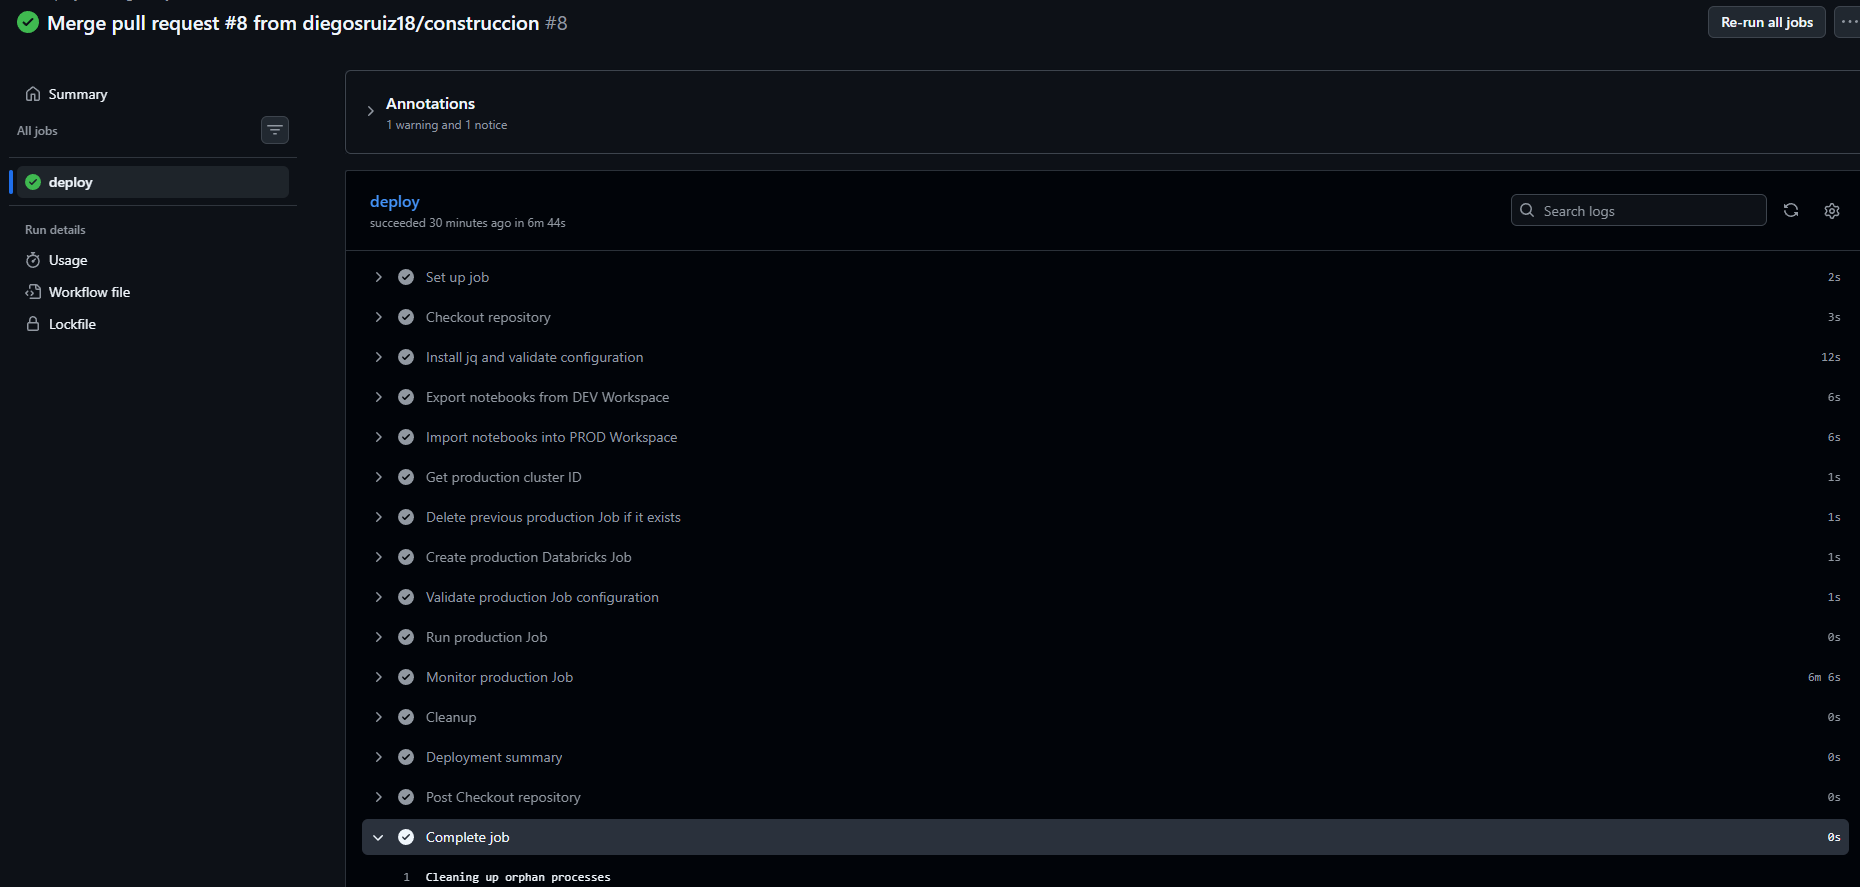 Merge pull request #8 from diegosruiz18/construccion #8
Re-run all jobs
Summary
All jobs
deploy
Run details
Usage
Workflow file
Lockfile
Annotations
1 warning and 1 notice
deploy
succeeded 30 minutes ago in 6m 44s
Search logs
Set up job 2s
Checkout repository 3s
Install jq and validate configuration 12s
Export notebooks from DEV Workspace 6s
Import notebooks into PROD Workspace 6s
Get production cluster ID 1s
Delete previous production Job if it exists 1s
Create production Databricks Job 1s
Validate production Job configuration 1s
Run production Job 0s
Monitor production Job 6m 6s
Cleanup 0s
Deployment summary 0s
Post Checkout repository 0s
Complete job 0s
1 Cleaning up orphan processes